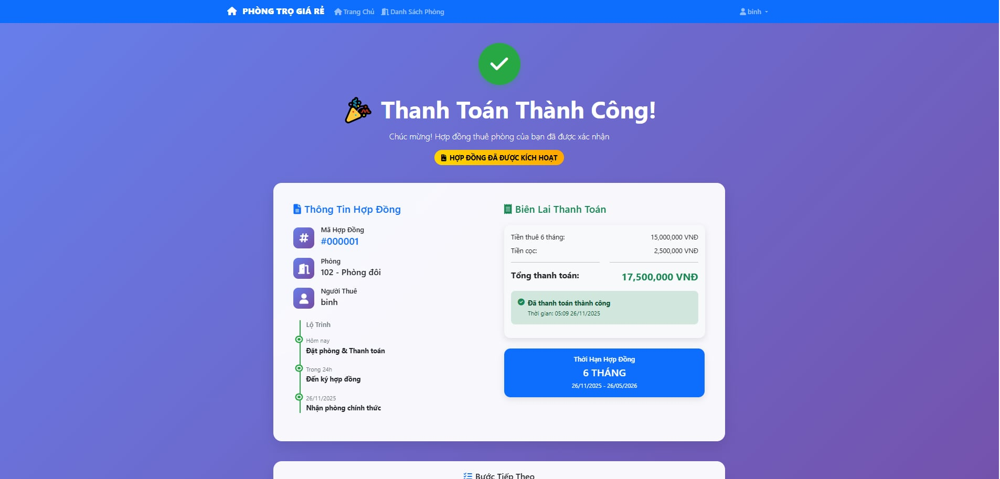 PHÒNG TRỌ GIÁ RẺ Trang Chủ Danh Sách Phòng binh
Thanh Toán Thành Công!
Chúc mừng! Hợp đồng thuê phòng của bạn đã được xác nhận
HỢP ĐỒNG ĐÃ ĐƯỢC KÍCH HOẠT
Thông Tin Hợp Đồng
Mã Hợp Đồng
#000001
Phòng
102 - Phòng đôi
Người Thuê
binh
Lộ Trình
Hôm nay
Đặt phòng & Thanh toán
Trong 24h
Đến ký hợp đồng
26/11/2025
Nhận phòng chính thức
Biên Lai Thanh Toán
Tiền thuê 6 tháng: 15,000,000 VNĐ
Tiền cọc: 2,500,000 VNĐ
Tổng thanh toán: 17,500,000 VNĐ
Đã thanh toán thành công
Thời gian: 05:09 26/11/2025
Thời Hạn Hợp Đồng
6 THÁNG
26/11/2025 - 26/05/2026
Bước Tiếp Theo